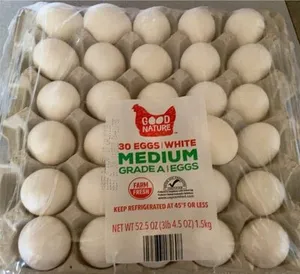 GOOD
NATURE
30 EGGS WHITE
MEDIUM
GRADE A EGGS
FARM
FRESH
KEEP REFRIGERATED AT 45°F OR LESS
NET WT 52.5 OZ (3lb 4.5 OZ) 1.5kg